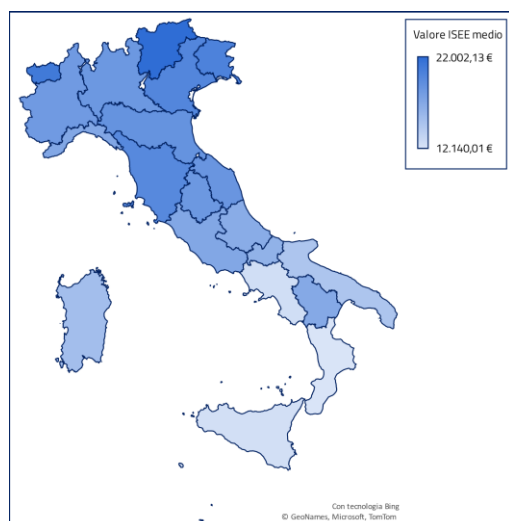 Valore ISEE medio
22.002,13 €
12.140,01 €
Con tecnologia Bing
© GeoNames, Microsoft, TomTom